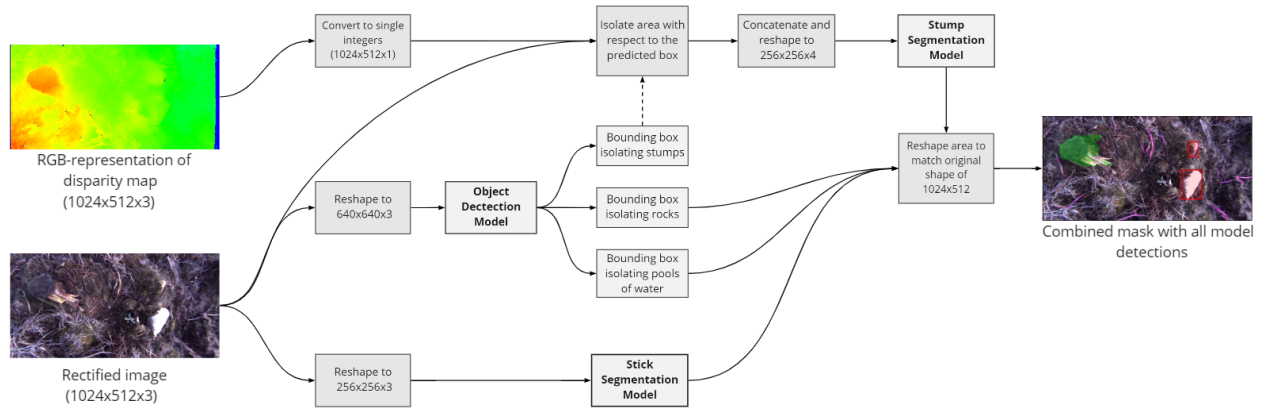 Convert to single
integers
(1024x512x1)
Isolate area with
respect to the
predicted box
Concatenate and
reshape to
256x256x4
Stump
Segmentation
Model
RGB-representation of
disparity map
(1024x512x3)
Bounding box
isolating stumps
Reshape area to
match original
shape of
1024x512
Reshape to
640x640x3
Object
Dectection
Model
Bounding box
isolating rocks
Combined mask with all model
detections
Bounding box
isolating pools
of water
Rectified image
(1024x512x3)
Reshape to
256x256x3
Stick
Segmentation
Model